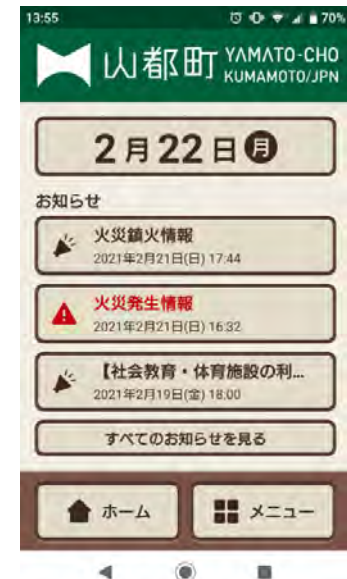 13:55
70%
山都町 YAMATO-CHO
KUMAMOTO/JPN
2月22日 月
お知らせ
火災鎮火情報
2021年2月21日(日) 17:44
火災発生情報
2021年2月21日(日) 16:32
【社会教育・体育施設の利...
2021年2月19日(金) 18:00
すべてのお知らせを見る
ホーム
メニュー